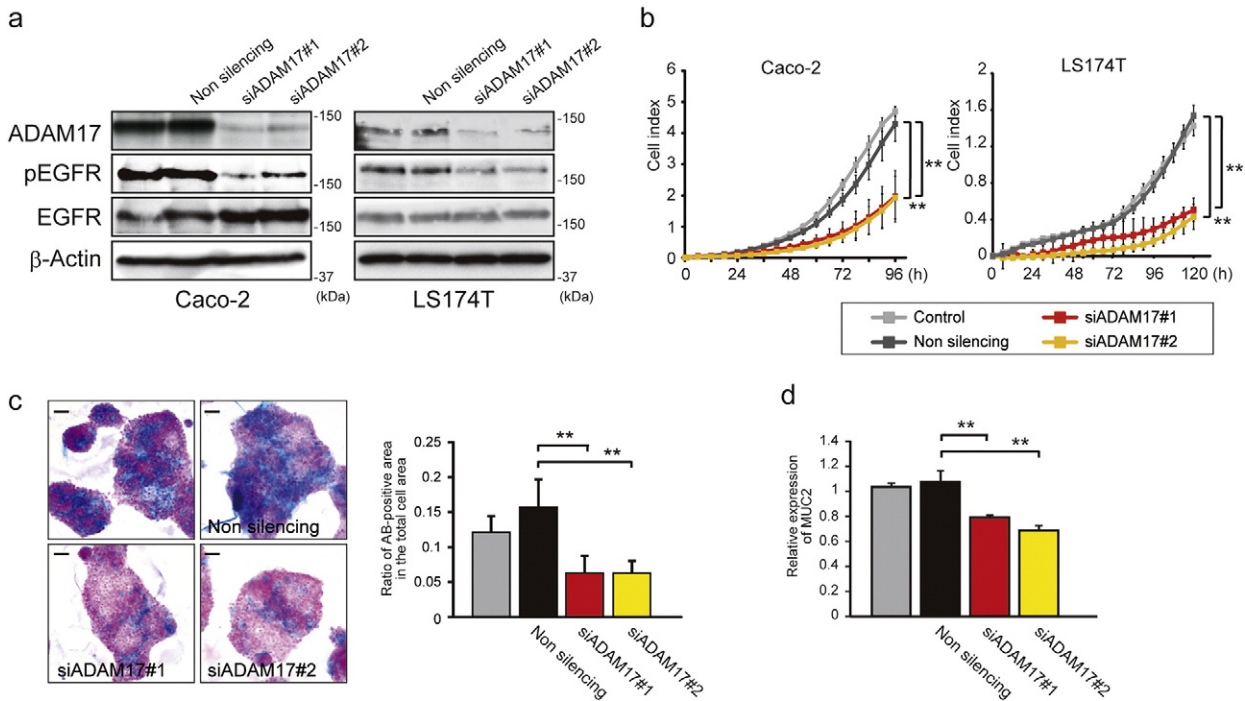 a
Non silencing
siADAM17#1
siADAM17#2
Non silencing
siADAM17#1
siADAM17#2
ADAM17
-150
-150
pEGFR
-150
-150
EGFR
-150
-150
β-Actin
-37
-37
Caco-2
(kDa)
LS174T
(kDa)
b
Caco-2
Cell index
6
5
4
3
2
1
0
0
24
48
72
96
(h)
**
**
LS174T
Cell index
2
1.6
1.2
0.8
0.4
0
0
24
48
72
96
120
(h)
**
**
Control
siADAM17#1
Non silencing
siADAM17#2
c
Non silencing
siADAM17#1
siADAM17#2
Ratio of AB-positive area
in the total cell area
0.25
0.2
0.15
0.1
0.05
0
**
**
Non silencing
siADAM17#1
siADAM17#2
d
Relative expression
of MUC2
1.4
1.2
1
0.8
0.6
0.4
0.2
0
**
**
Non silencing
siADAM17#1
siADAM17#2